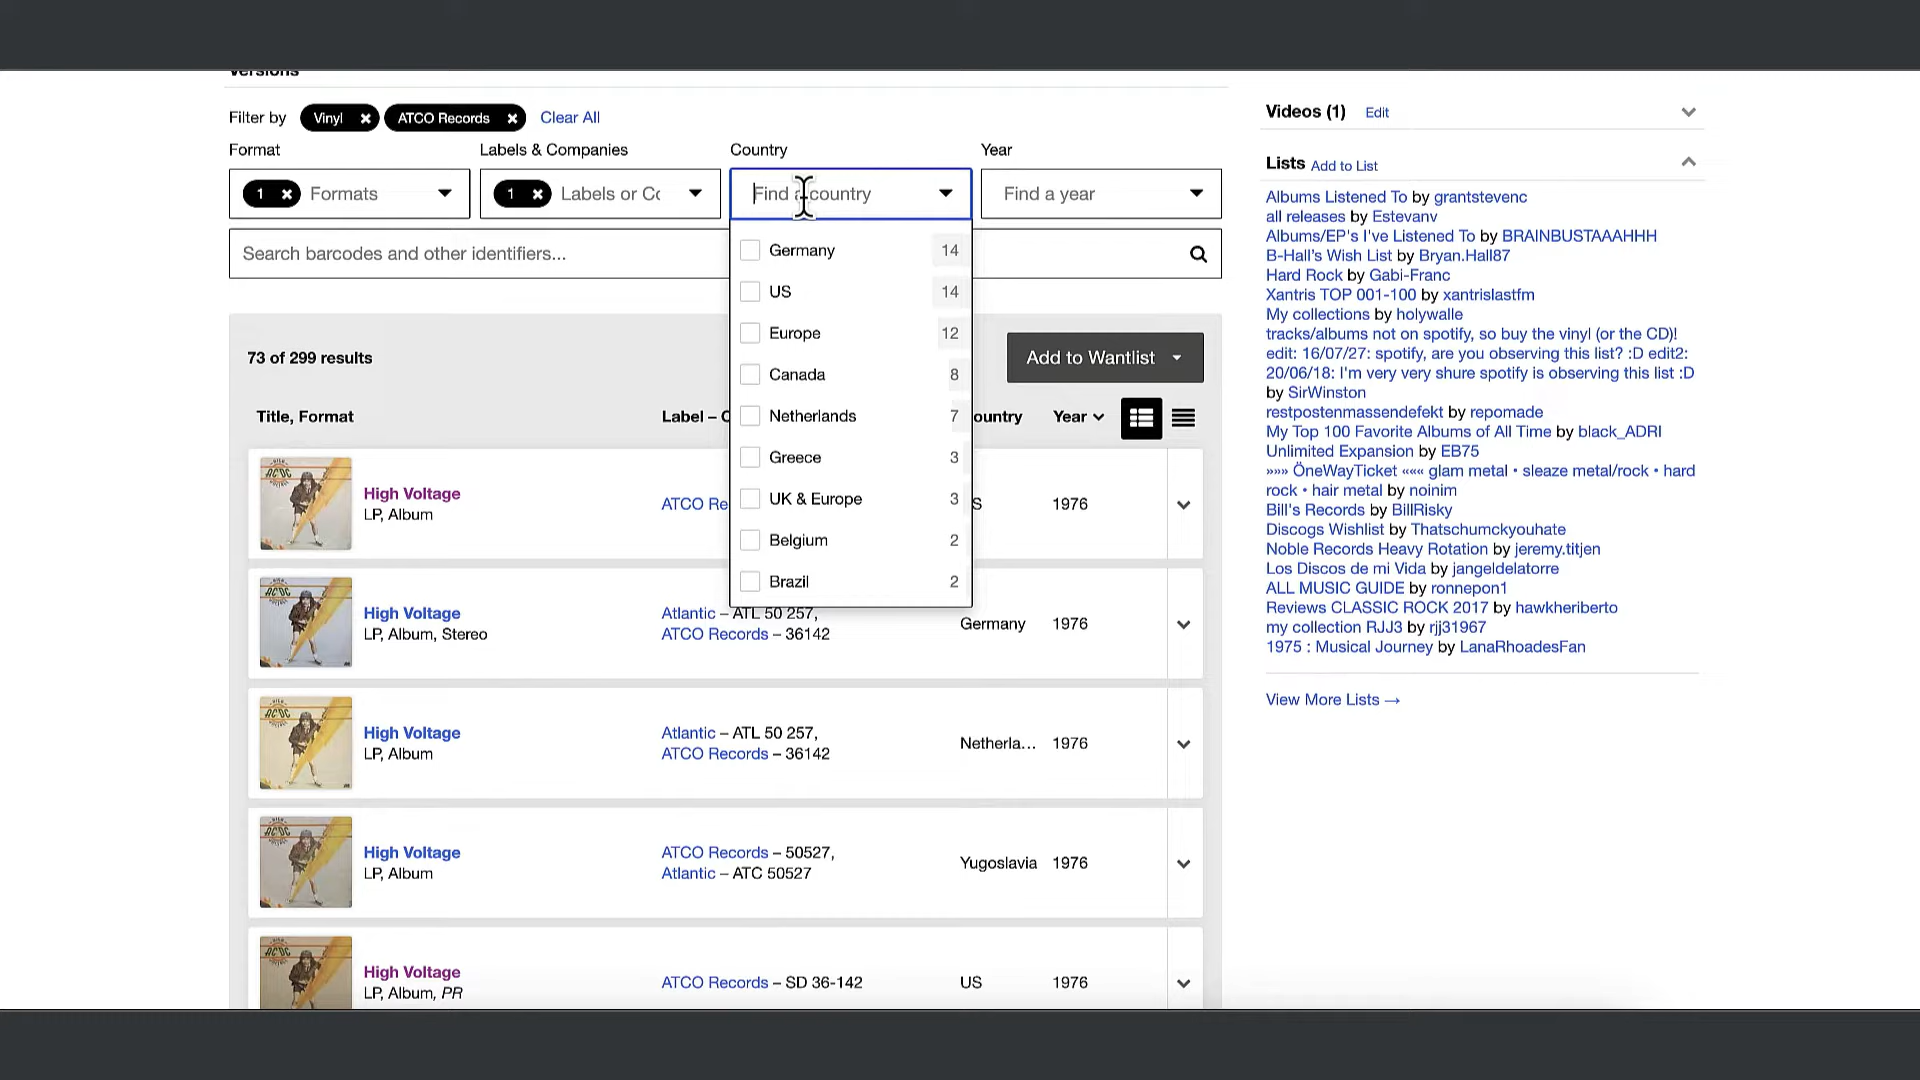 Versions
Filter by Vinyl ATCO Records Clear All
Format Labels & Companies Country Year
1 Formats 1 Labels or Co Find a country Find a year
Search barcodes and other identifiers...
Germany 14
US 14
Europe 12
Canada 8
Netherlands 7
Greece 3
UK & Europe 3
Belgium 2
Brazil 2
73 of 299 results
Add to Wantlist
Title, Format Label – C ountry Year
High Voltage
LP, Album
ATCO Re S 1976
High Voltage
LP, Album, Stereo
Atlantic – ATL 50 257,
ATCO Records – 36142
Germany 1976
High Voltage
LP, Album
Atlantic – ATL 50 257,
ATCO Records – 36142
Netherla... 1976
High Voltage
LP, Album
ATCO Records – 50527,
Atlantic – ATC 50527
Yugoslavia 1976
High Voltage
LP, Album, PR
ATCO Records – SD 36-142
US 1976
Videos (1) Edit
Lists Add to List
Albums Listened To by grantstevenc
all releases by Estevanv
Albums/EP's I've Listened To by BRAINBUSTAAAHHH
B-Hall's Wish List by Bryan.Hall87
Hard Rock by Gabi-Franc
Xantris TOP 001-100 by xantrislastfm
My collections by holywalle
tracks/albums not on spotify, so buy the vinyl (or the CD)!
edit: 16/07/27: spotify, are you observing this list? :D edit2:
20/06/18: I'm very very shure spotify is observing this list :D
by SirWinston
restpostenmassendefekt by repomade
My Top 100 Favorite Albums of All Time by black_ADRI
Unlimited Expansion by EB75
»»» ÖneWayTicket ««« glam metal • sleaze metal/rock • hard
rock • hair metal by noinim
Bill's Records by BillRisky
Discogs Wishlist by Thatschumckyouhate
Noble Records Heavy Rotation by jeremy.titjen
Los Discos de mi Vida by jangeldelatorre
ALL MUSIC GUIDE by ronnepon1
Reviews CLASSIC ROCK 2017 by hawkheriberto
my collection RJJ3 by rjj31967
1975 : Musical Journey by LanaRhoadesFan
View More Lists →